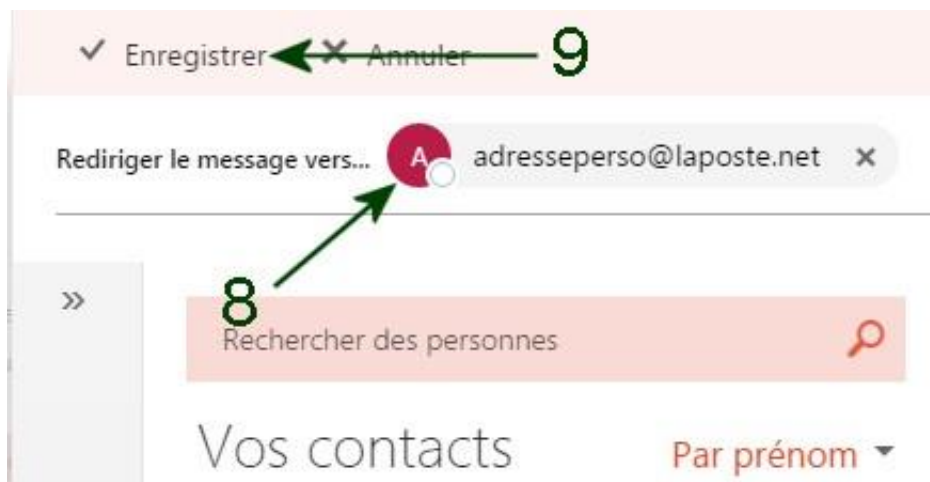 Enregistrer Annuler 9
Rediriger le message vers... A adresseperso@laposte.net ×
8
»
Rechercher des personnes
Vos contacts Par prénom